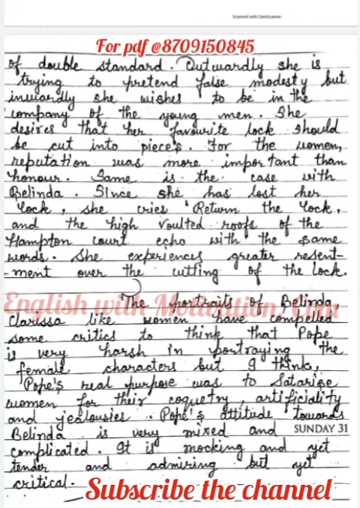 Scanned with CamScanner
For pdf @8709150845
of double standard. Outwardly she is
trying to pretend false modesty but
inwardly she wishes to be in the
company of the young men. She
desires that her favourite lock should
be cut into pieces. For the women,
reputation was more important than
honour. Same is the case with
Belinda. Since she has lost her
lock, she cries 'Return the lock,
and the high voulted roofs of the
Hampton court echo with the same
words. She experiences greater resent-
-ment over the cutting of the lock.
The portraits of Belinda,
English with
Clarissa like women have compelled
some critics to think that Pope
is very harsh in portraying the
female characters but I think,
Pope's real purpose was to Satarise
women for their coquetry, artificiality
and jealousies. Pope's attitude towards
Belinda is very mixed and
SUNDAY 31
complicated. It is mocking and yet
tender and admiring but yet
critical.
Subscribe the channel